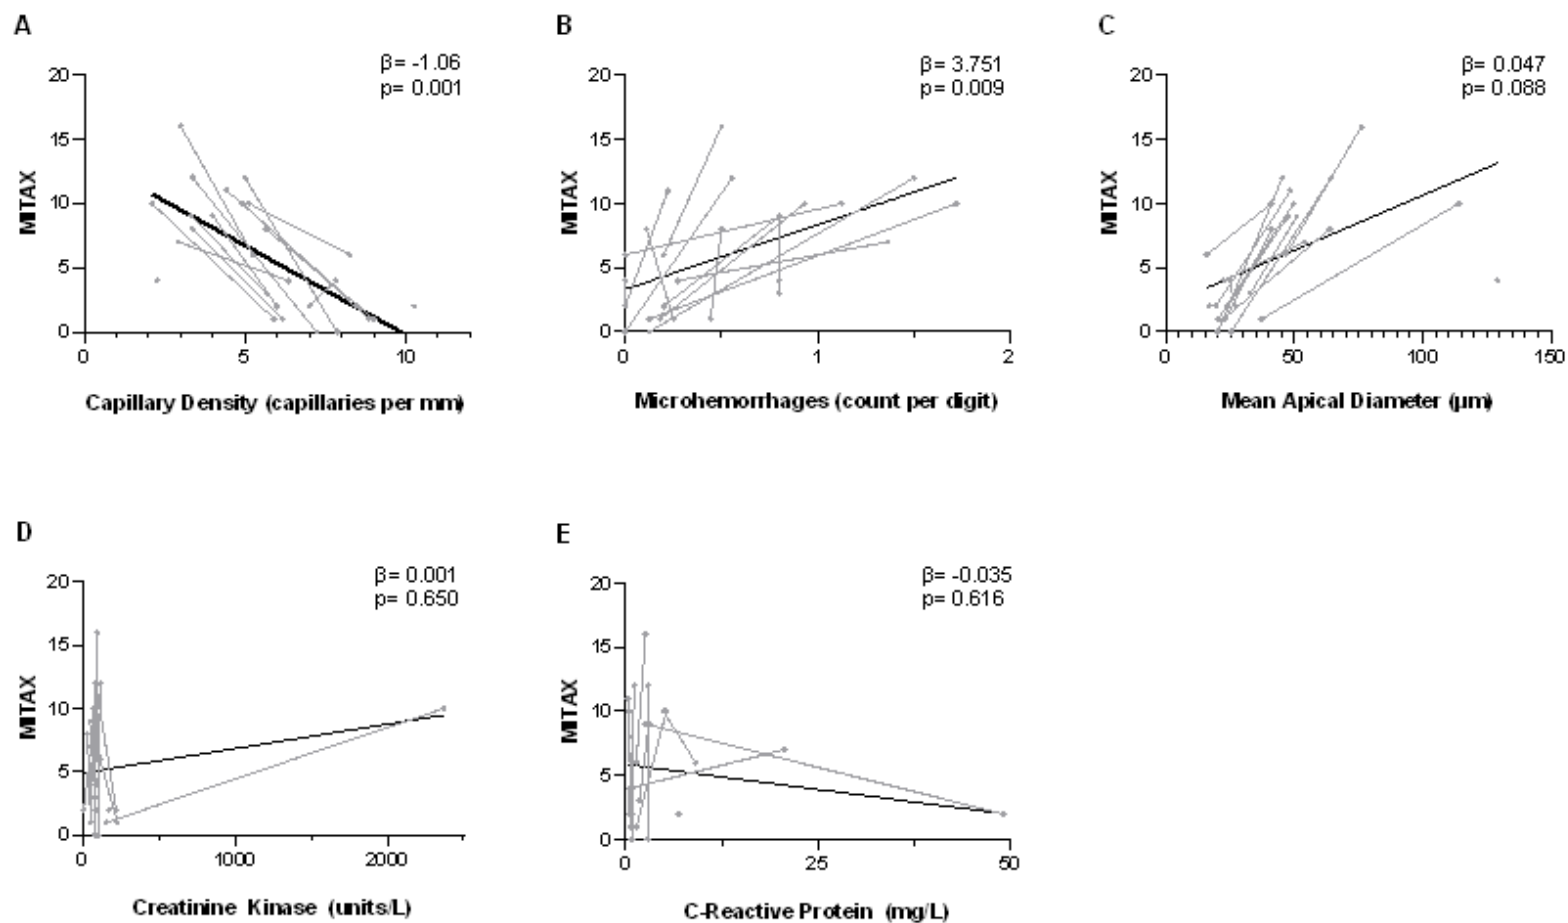 A
β= -1.06
p= 0.001
20
15
10
5
0
MITAX
0 5 10
Capillary Density (capillaries per mm)
B
β= 3.751
p= 0.009
20
15
10
5
0
MITAX
0 1 2
Microhemorrhages (count per digit)
C
β= 0.047
p= 0.088
20
15
10
5
0
MITAX
0 50 100 150
Mean Apical Diameter (µm)
D
β= 0.001
p= 0.650
20
15
10
5
0
MITAX
0 1000 2000
Creatinine Kinase (units/L)
E
β= -0.035
p= 0.616
20
15
10
5
0
MITAX
0 25 50
C-Reactive Protein (mg/L)